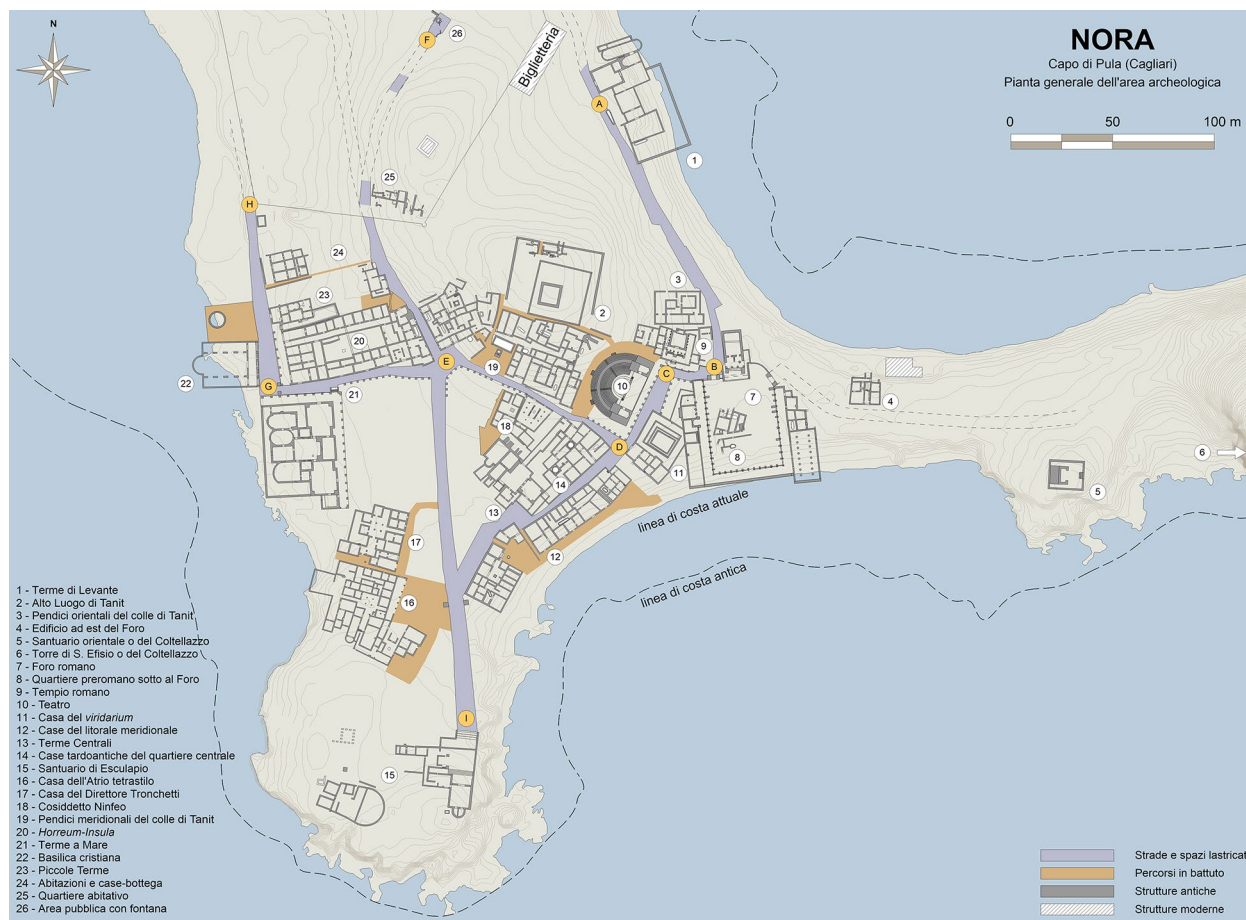 NORA
Capo di Pula (Cagliari)
Pianta generale dell'area archeologica
0 50 100 m
N
F
26
Biglietteria
A
1
25
H
24
3
23
2
9
B
20
E
19
C
10
22
G
21
7
4
18
D
8
6
14
11
5
13
linea di costa attuale
17
12
linea di costa antica
16
I
15
1 - Terme di Levante
2 - Alto Luogo di Tanit
3 - Pendici orientali del colle di Tanit
4 - Edificio ad est del Foro
5 - Santuario orientale o del Coltellazzo
6 - Torre di S. Efisio o del Coltellazzo
7 - Foro romano
8 - Quartiere preromano sotto al Foro
9 - Tempio romano
10 - Teatro
11 - Casa del viridarium
12 - Case del litorale meridionale
13 - Terme Centrali
14 - Case tardoantiche del quartiere centrale
15 - Santuario di Esculapio
16 - Casa dell'Atrio tetrastilo
17 - Casa del Direttore Tronchetti
18 - Cosiddetto Ninfeo
19 - Pendici meridionali del colle di Tanit
20 - Horreum-Insula
21 - Terme a Mare
22 - Basilica cristiana
23 - Piccole Terme
24 - Abitazioni e case-bottega
25 - Quartiere abitativo
26 - Area pubblica con fontana
Strade e spazi lastricat
Percorsi in battuto
Strutture antiche
Strutture moderne